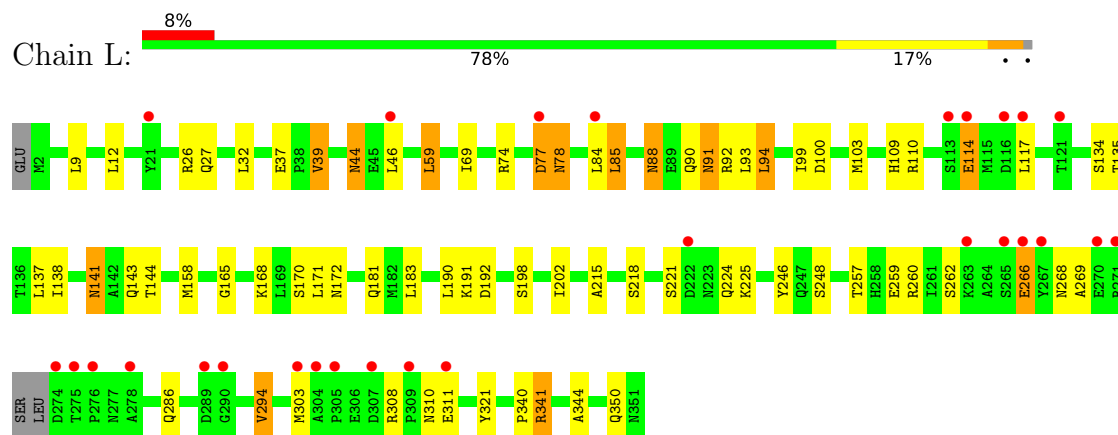 8%
Chain L:
78% 17% • •
GLU M2 L9 L12 Y21 R26 Q27 L32 E37 P38 V39 N44 E45 L46 L59 I69 R74 D77 N78 L84 L85 N88 E89 Q90 N91 R92 L93 L94 I99 D100 M103 H109 R110 S113 E114 M115 D116 L117 T121 S134 T135
T136 L137 I138 N141 A142 Q143 T144 M158 G165 K168 L169 S170 L171 N172 Q181 M182 L183 L190 K191 D192 S198 I202 A215 S218 S221 D222 N223 Q224 K225 Y246 Q247 S248 T257 H258 E259 R260 I261 S262 K263 A264 S265 E266 Y267 N268 A269 E270
SER LEU D274 T275 P276 N277 A278 Q286 D289 G290 V294 M303 A304 P305 E306 D307 R308 P309 N310 E311 Y321 P340 R341 A344 Q350 N351